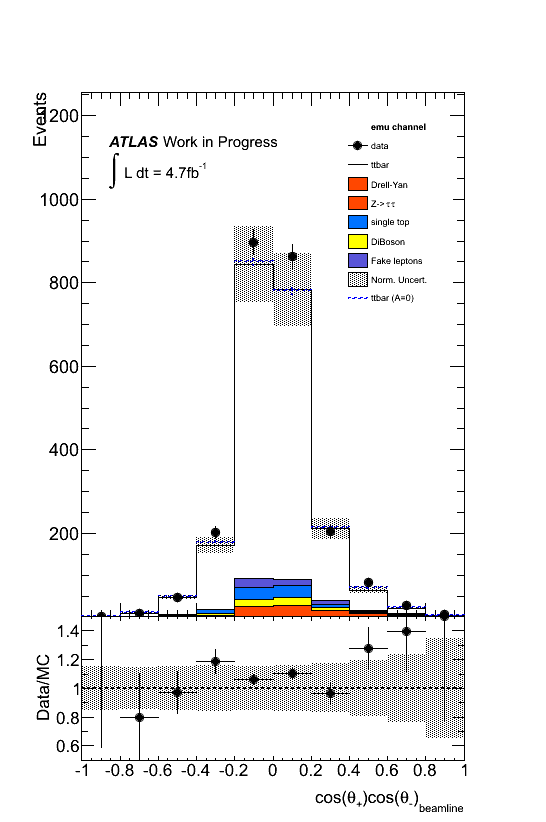 Events
1200
1000
800
600
400
200
ATLAS Work in Progress
∫ L dt = 4.7fb⁻¹
emu channel
data
ttbar
Drell-Yan
Z->ττ
single top
DiBoson
Fake leptons
Norm. Uncert.
ttbar (A=0)
Data/MC
1.4
1.2
1
0.8
0.6
-1 -0.8 -0.6 -0.4 -0.2 0 0.2 0.4 0.6 0.8 1
cos(θ₊)cos(θ₋)beamline